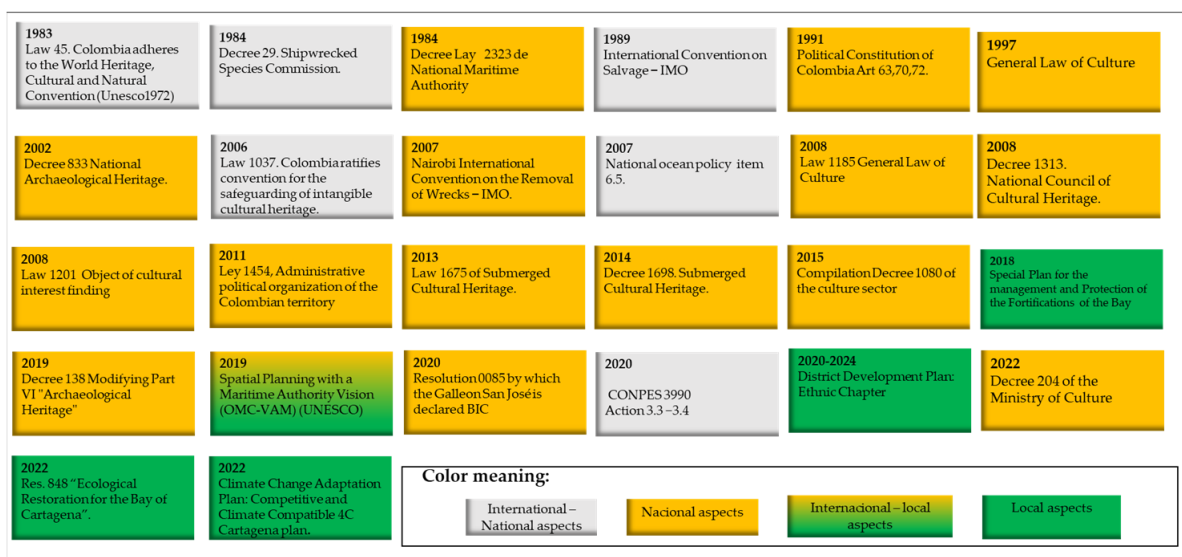 1983
Law 45. Colombia adheres
to the World Heritage,
Cultural and Natural
Convention (Unesco1972)
1984
Decree 29. Shipwrecked
Species Commission.
1984
Decree Lay 2323 de
National Maritime
Authority
1989
International Convention on
Salvage – IMO
1991
Political Constitution of
Colombia Art 63,70,72.
1997
General Law of Culture
2002
Decree 833 National
Archaeological Heritage.
2006
Law 1037. Colombia ratifies
convention for the
safeguarding of intangible
cultural heritage.
2007
Nairobi International
Convention on the Removal
of Wrecks – IMO.
2007
National ocean policy item
6.5.
2008
Law 1185 General Law of
Culture
2008
Decree 1313.
National Council of
Cultural Heritage.
2008
Law 1201 Object of cultural
interest finding
2011
Ley 1454, Administrative
political organization of the
Colombian territory
2013
Law 1675 of Submerged
Cultural Heritage.
2014
Decree 1698. Submerged
Cultural Heritage.
2015
Compilation Decree 1080 of
the culture sector
2018
Special Plan for the
management and Protection of
the Fortifications of the Bay
2019
Decree 138 Modifying Part
VI "Archaeological
Heritage"
2019
Spatial Planning with a
Maritime Authority Vision
(OMC-VAM) (UNESCO)
2020
Resolution 0085 by which
the Galleon San José is
declared BIC
2020
CONPES 3990
Action 3.3 –3.4
2020-2024
District Development Plan:
Ethnic Chapter
2022
Decree 204 of the
Ministry of Culture
2022
Res. 848 “Ecological
Restoration for the Bay of
Cartagena”.
2022
Climate Change Adaptation
Plan: Competitive and
Climate Compatible 4C
Cartagena plan.
Color meaning:
International –
National aspects
Nacional aspects
Internacional – local
aspects
Local aspects